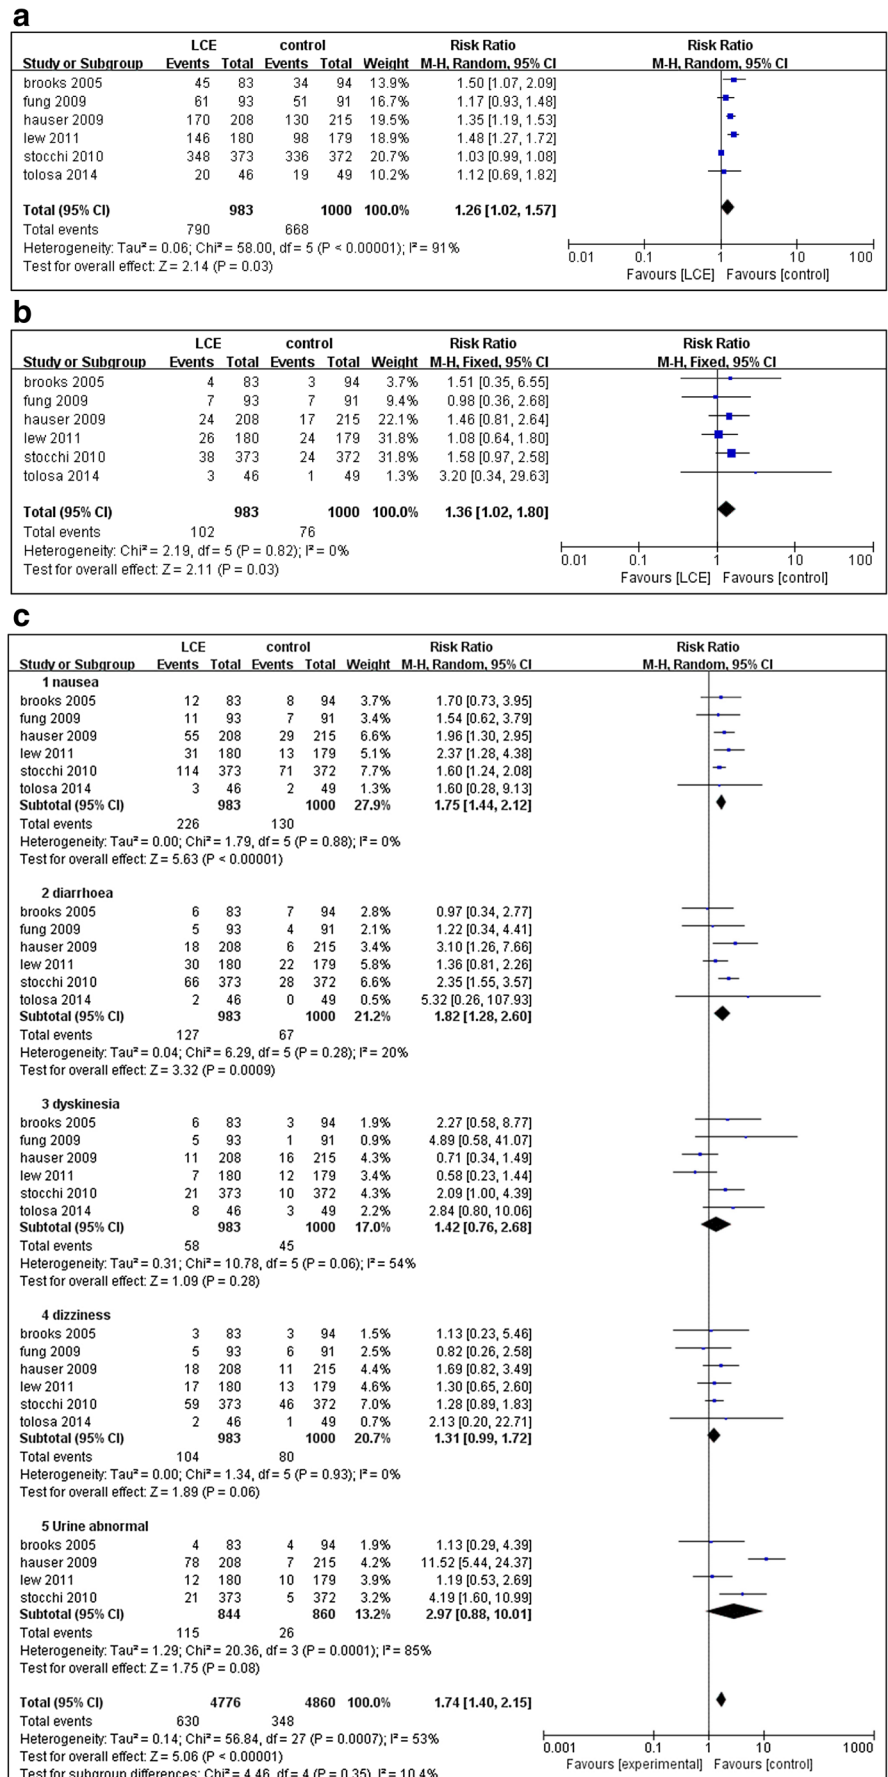 a
LCE control Risk Ratio Risk Ratio
Study or Subgroup Events Total Events Total Weight M-H, Random, 95% CI M-H, Random, 95% CI
brooks 2005 45 83 34 94 13.9% 1.50 [1.07, 2.09]
fung 2009 61 93 51 91 16.7% 1.17 [0.93, 1.48]
hauser 2009 170 208 130 215 19.5% 1.35 [1.19, 1.53]
lew 2011 146 180 98 179 18.9% 1.48 [1.27, 1.72]
stocchi 2010 348 373 336 372 20.7% 1.03 [0.99, 1.08]
tolosa 2014 20 46 19 49 10.2% 1.12 [0.69, 1.82]
Total (95% CI) 983 1000 100.0% 1.26 [1.02, 1.57]
Total events 790 668
Heterogeneity: Tau² = 0.06; Chi² = 58.00, df = 5 (P < 0.00001); I² = 91%
Test for overall effect: Z = 2.14 (P = 0.03)
0.01 0.1 1 10 100
Favours [LCE] Favours [control]
b
LCE control Risk Ratio Risk Ratio
Study or Subgroup Events Total Events Total Weight M-H, Fixed, 95% CI M-H, Fixed, 95% CI
brooks 2005 4 83 3 94 3.7% 1.51 [0.35, 6.55]
fung 2009 7 93 7 91 9.4% 0.98 [0.36, 2.68]
hauser 2009 24 208 17 215 22.1% 1.46 [0.81, 2.64]
lew 2011 26 180 24 179 31.8% 1.08 [0.64, 1.80]
stocchi 2010 38 373 24 372 31.8% 1.58 [0.97, 2.58]
tolosa 2014 3 46 1 49 1.3% 3.20 [0.34, 29.63]
Total (95% CI) 983 1000 100.0% 1.36 [1.02, 1.80]
Total events 102 76
Heterogeneity: Chi² = 2.19, df = 5 (P = 0.82); I² = 0%
Test for overall effect: Z = 2.11 (P = 0.03)
0.01 0.1 1 10 100
Favours [LCE] Favours [control]
c
LCE control Risk Ratio Risk Ratio
Study or Subgroup Events Total Events Total Weight M-H, Random, 95% CI M-H, Random, 95% CI
1 nausea
brooks 2005 12 83 8 94 3.7% 1.70 [0.73, 3.95]
fung 2009 11 93 7 91 3.4% 1.54 [0.62, 3.79]
hauser 2009 55 208 29 215 6.6% 1.96 [1.30, 2.95]
lew 2011 31 180 13 179 5.1% 2.37 [1.28, 4.38]
stocchi 2010 114 373 71 372 7.7% 1.60 [1.24, 2.08]
tolosa 2014 3 46 2 49 1.3% 1.60 [0.28, 9.13]
Subtotal (95% CI) 983 1000 27.9% 1.75 [1.44, 2.12]
Total events 226 130
Heterogeneity: Tau² = 0.00; Chi² = 1.79, df = 5 (P = 0.88); I² = 0%
Test for overall effect: Z = 5.63 (P < 0.00001)
2 diarrhoea
brooks 2005 6 83 7 94 2.8% 0.97 [0.34, 2.77]
fung 2009 5 93 4 91 2.1% 1.22 [0.34, 4.41]
hauser 2009 18 208 6 215 3.4% 3.10 [1.26, 7.66]
lew 2011 30 180 22 179 5.8% 1.36 [0.81, 2.26]
stocchi 2010 66 373 28 372 6.6% 2.35 [1.55, 3.57]
tolosa 2014 2 46 0 49 0.5% 5.32 [0.26, 107.93]
Subtotal (95% CI) 983 1000 21.2% 1.82 [1.28, 2.60]
Total events 127 67
Heterogeneity: Tau² = 0.04; Chi² = 6.29, df = 5 (P = 0.28); I² = 20%
Test for overall effect: Z = 3.32 (P = 0.0009)
3 dyskinesia
brooks 2005 6 83 3 94 1.9% 2.27 [0.58, 8.77]
fung 2009 5 93 1 91 0.9% 4.89 [0.58, 41.07]
hauser 2009 11 208 16 215 4.3% 0.71 [0.34, 1.49]
lew 2011 7 180 12 179 3.4% 0.58 [0.23, 1.44]
stocchi 2010 21 373 10 372 4.3% 2.09 [1.00, 4.39]
tolosa 2014 8 46 3 49 2.2% 2.84 [0.80, 10.06]
Subtotal (95% CI) 983 1000 17.0% 1.42 [0.76, 2.68]
Total events 58 45
Heterogeneity: Tau² = 0.31; Chi² = 10.78, df = 5 (P = 0.06); I² = 54%
Test for overall effect: Z = 1.09 (P = 0.28)
4 dizziness
brooks 2005 3 83 3 94 1.5% 1.13 [0.23, 5.46]
fung 2009 5 93 6 91 2.5% 0.82 [0.26, 2.58]
hauser 2009 18 208 11 215 4.4% 1.69 [0.82, 3.49]
lew 2011 17 180 13 179 4.6% 1.30 [0.65, 2.60]
stocchi 2010 59 373 46 372 7.0% 1.28 [0.89, 1.83]
tolosa 2014 2 46 1 49 0.7% 2.13 [0.20, 22.71]
Subtotal (95% CI) 983 1000 20.7% 1.31 [0.99, 1.72]
Total events 104 80
Heterogeneity: Tau² = 0.00; Chi² = 1.34, df = 5 (P = 0.93); I² = 0%
Test for overall effect: Z = 1.89 (P = 0.06)
5 Urine abnormal
brooks 2005 4 83 4 94 1.9% 1.13 [0.29, 4.39]
hauser 2009 78 208 7 215 4.2% 11.52 [5.44, 24.37]
lew 2011 12 180 10 179 3.9% 1.19 [0.53, 2.69]
stocchi 2010 21 373 5 372 3.2% 4.19 [1.60, 10.99]
Subtotal (95% CI) 844 860 13.2% 2.97 [0.88, 10.01]
Total events 115 26
Heterogeneity: Tau² = 1.29; Chi² = 20.36, df = 3 (P = 0.0001); I² = 85%
Test for overall effect: Z = 1.75 (P = 0.08)
Total (95% CI) 4776 4860 100.0% 1.74 [1.40, 2.15]
Total events 630 348
Heterogeneity: Tau² = 0.14; Chi² = 56.84, df = 27 (P = 0.0007); I² = 53%
Test for overall effect: Z = 5.06 (P < 0.00001)
Test for subgroup differences: Chi² = 4.46, df = 4 (P = 0.35), I² = 10.4%
0.001 0.1 1 10 1000
Favours [experimental] Favours [control]